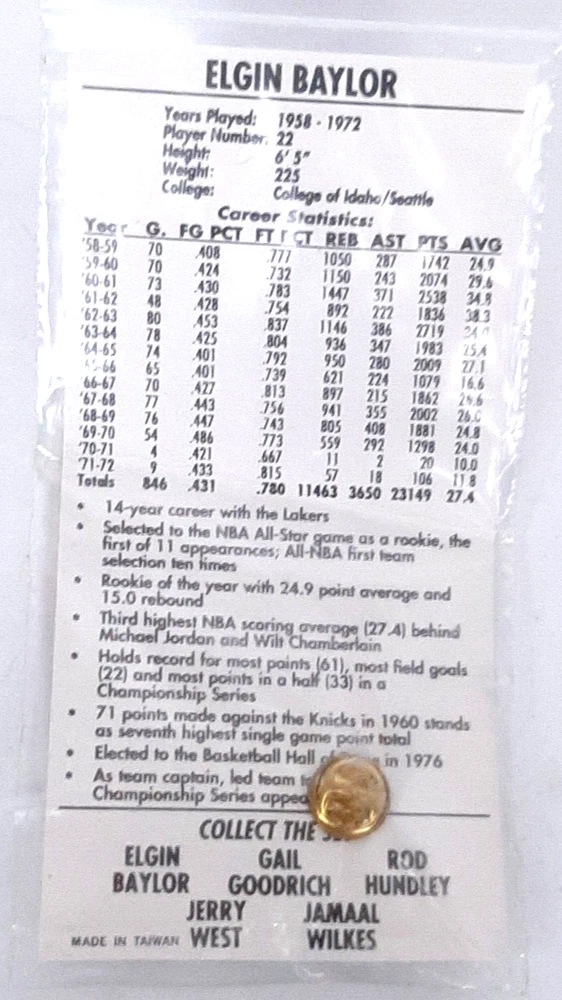 ELGIN BAYLOR
Years Played: 1958 - 1972
Player Number: 22
Height: 6' 5"
Weight: 225
College: College of Idaho/Seattle
Career Statistics:
Year G. FG PCT FT PCT REB AST PTS AVG
'58-59 70 .408 .777 1050 287 1742 24.9
'59-60 70 .424 .732 1150 243 2074 29.6
'60-61 73 .430 .783 1447 371 2538 34.8
'61-62 48 .428 .754 892 222 1836 38.3
'62-63 80 .453 .837 1146 386 2719 34.0
'63-64 78 .425 .804 936 347 1983 25.4
'64-65 74 .401 .792 950 280 2009 27.1
65-66 65 .401 .739 621 224 1079 16.6
'66-67 70 .427 .813 897 215 1862 26.6
'67-68 77 .443 .756 941 355 2002 26.0
'68-69 76 .447 .743 805 408 1881 24.8
'69-70 54 .486 .773 559 292 1298 24.0
'70-71 4 .421 .667 11 2 20 10.0
'71-72 9 .433 .815 57 18 106 11.8
Totals 846 .431 .780 11463 3650 23149 27.4
• 14-year career with the Lakers
• Selected to the NBA All-Star game as a rookie, the
first of 11 appearances; All-NBA first team
selection ten times
• Rookie of the year with 24.9 point average and
15.0 rebound
• Third highest NBA scoring average (27.4) behind
Michael Jordan and Wilt Chamberlain
• Holds record for most points (61), most field goals
(22) and most points in a half (33) in a
Championship Series
• 71 points made against the Knicks in 1960 stands
as seventh highest single game point total
• Elected to the Basketball Hall in 1976
• As team captain, led team
Championship Series
COLLECT THE
ELGIN GAIL ROD
BAYLOR GOODRICH HUNDLEY
JERRY JAMAAL
MADE IN TAIWAN WEST WILKES